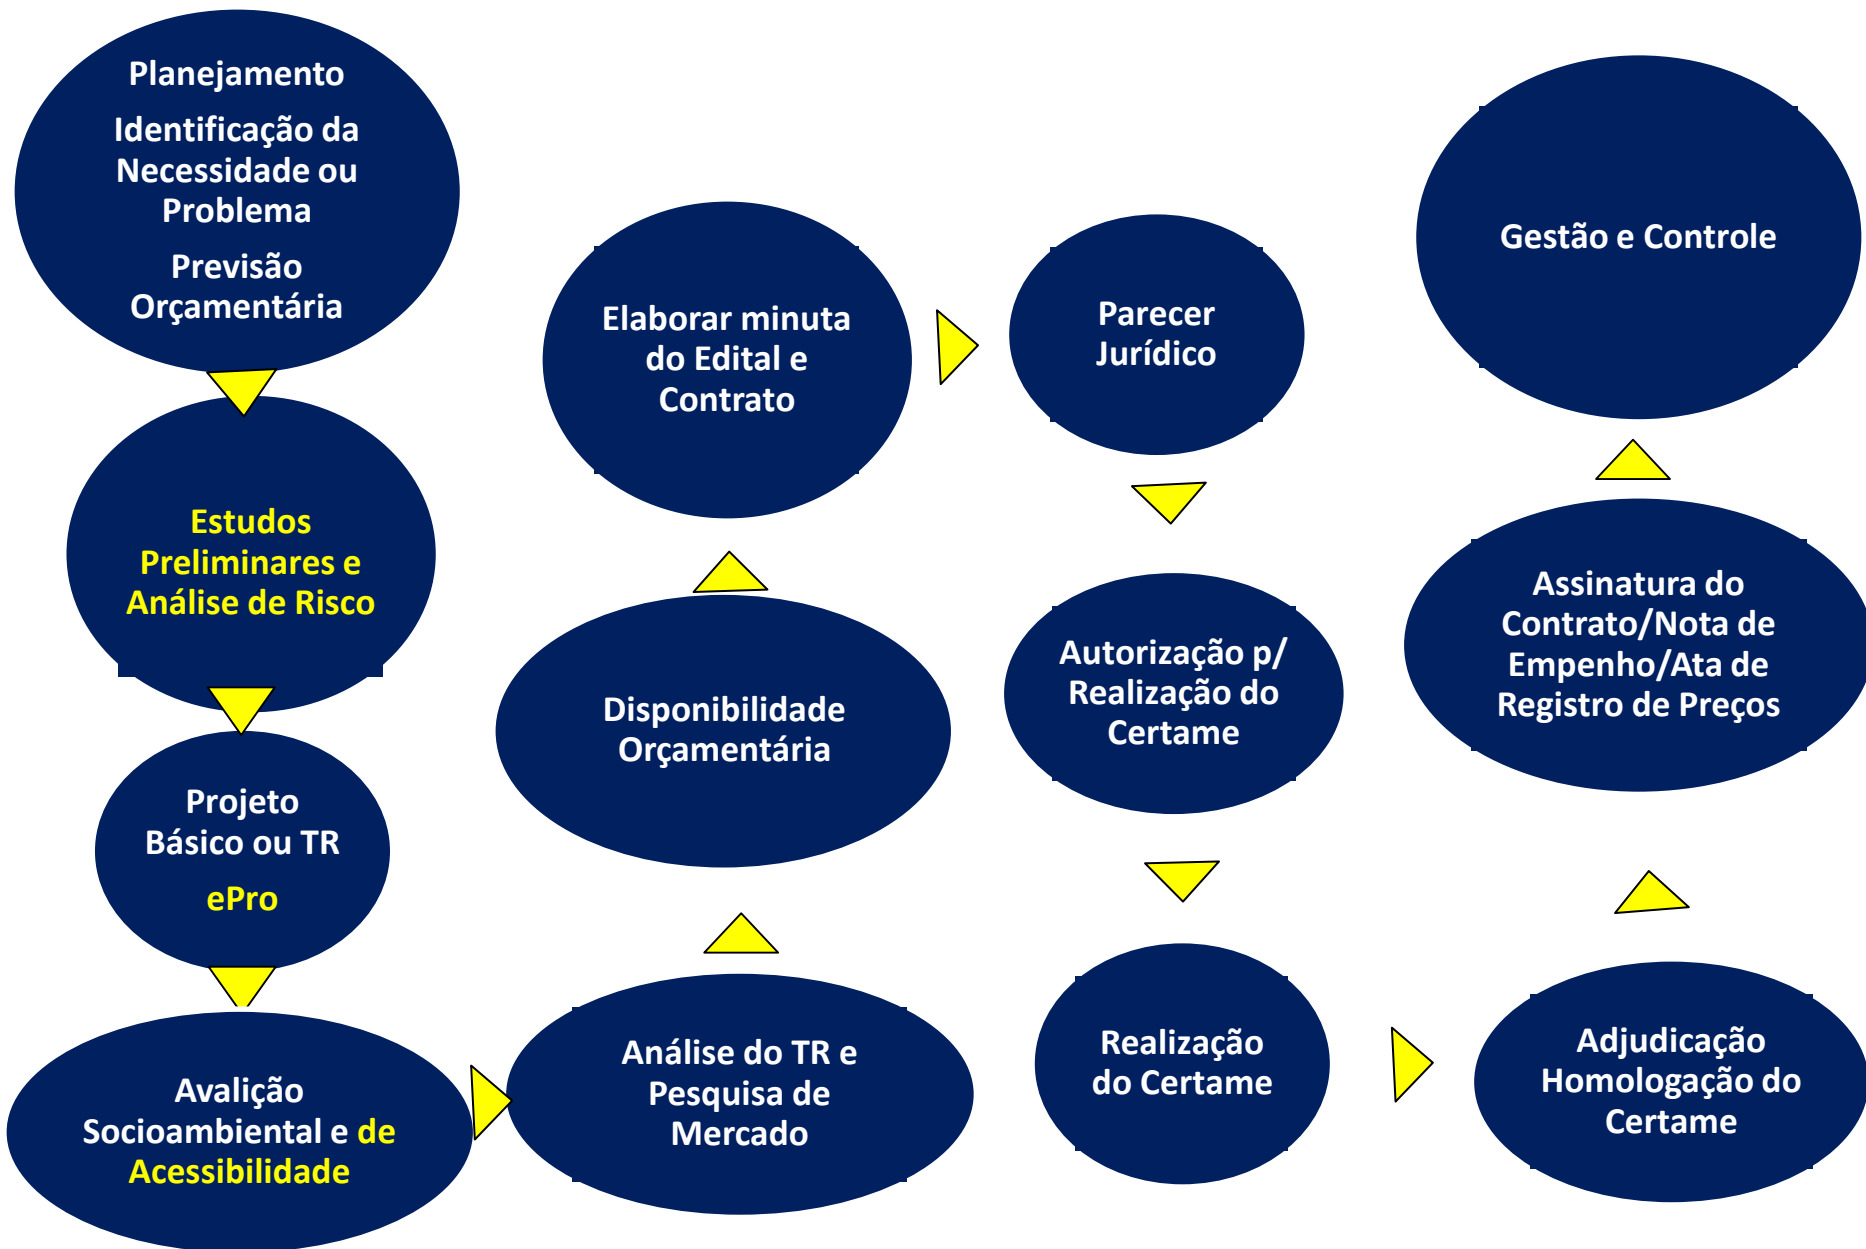 Planejamento
Identificação da
Necessidade ou
Problema
Previsão
Orçamentária
Estudos
Preliminares e
Análise de Risco
Projeto
Básico ou TR
ePro
Avalição
Socioambiental e de
Acessibilidade
Análise do TR e
Pesquisa de
Mercado
Disponibilidade
Orçamentária
Elaborar minuta
do Edital e
Contrato
Parecer
Jurídico
Autorização p/
Realização do
Certame
Realização
do Certame
Adjudicação
Homologação do
Certame
Assinatura do
Contrato/Nota de
Empenho/Ata de
Registro de Preços
Gestão e Controle